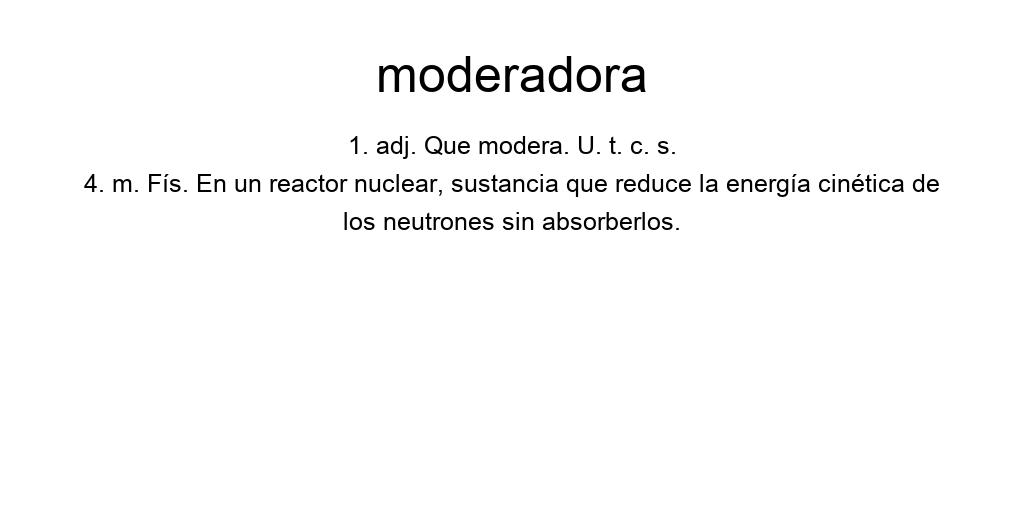 moderadora
1. adj. Que modera. U. t. c. s.
4. m. Fís. En un reactor nuclear, sustancia que reduce la energía cinética de
los neutrones sin absorberlos.